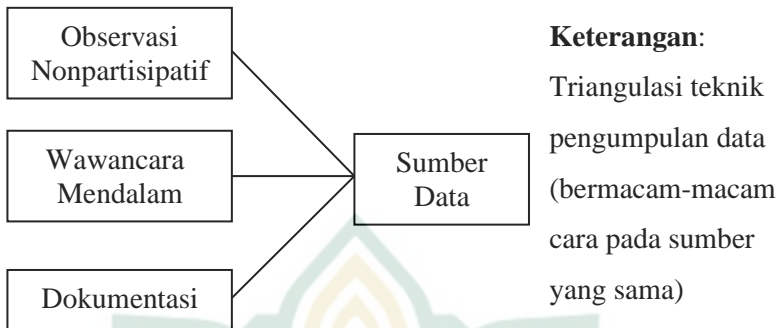 Observasi
Nonpartisipatif
Wawancara
Mendalam
Dokumentasi
Sumber
Data
Keterangan:
Triangulasi teknik
pengumpulan data
(bermacam-macam
cara pada sumber
yang sama)